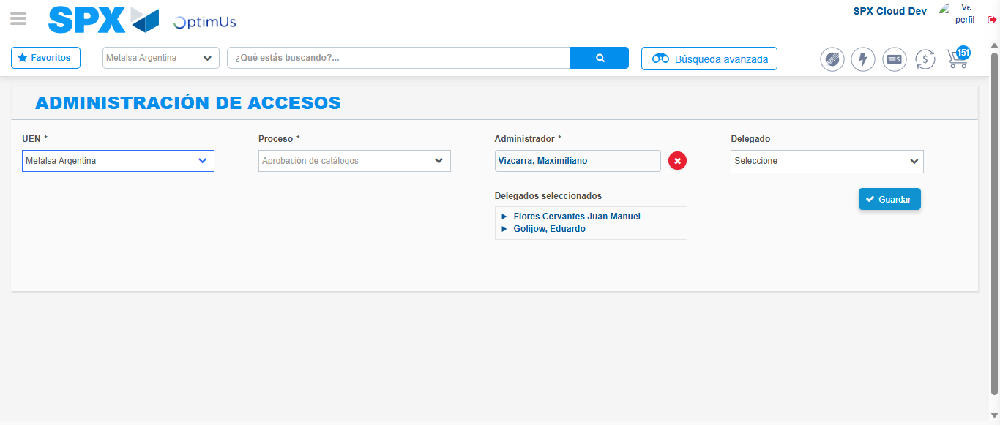 SPX
OptimUs
SPX Cloud Dev
Ve
perfil
Favoritos
Metalsa Argentina
¿Qué estás buscando?...
Búsqueda avanzada
151
ADMINISTRACIÓN DE ACCESOS
UEN *
Proceso *
Administrador *
Delegado
Metalsa Argentina
Aprobación de catálogos
Vizcarra, Maximiliano
Seleccione
Delegados seleccionados
Guardar
Flores Cervantes Juan Manuel
Golijow, Eduardo